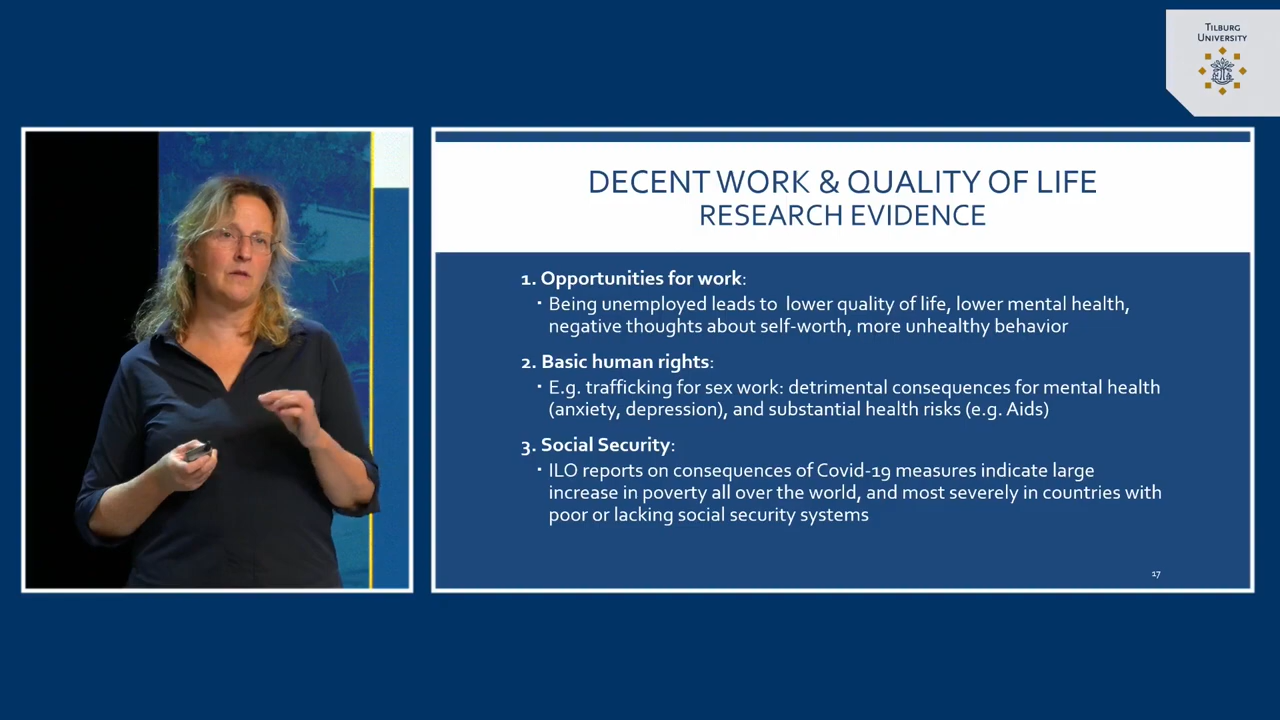 TILBURG
UNIVERSITY
DECENT WORK & QUALITY OF LIFE
RESEARCH EVIDENCE
1. Opportunities for work:
▪ Being unemployed leads to lower quality of life, lower mental health,
negative thoughts about self-worth, more unhealthy behavior
2. Basic human rights:
▪ E.g. trafficking for sex work: detrimental consequences for mental health
(anxiety, depression), and substantial health risks (e.g. Aids)
3. Social Security:
▪ ILO reports on consequences of Covid-19 measures indicate large
increase in poverty all over the world, and most severely in countries with
poor or lacking social security systems
17